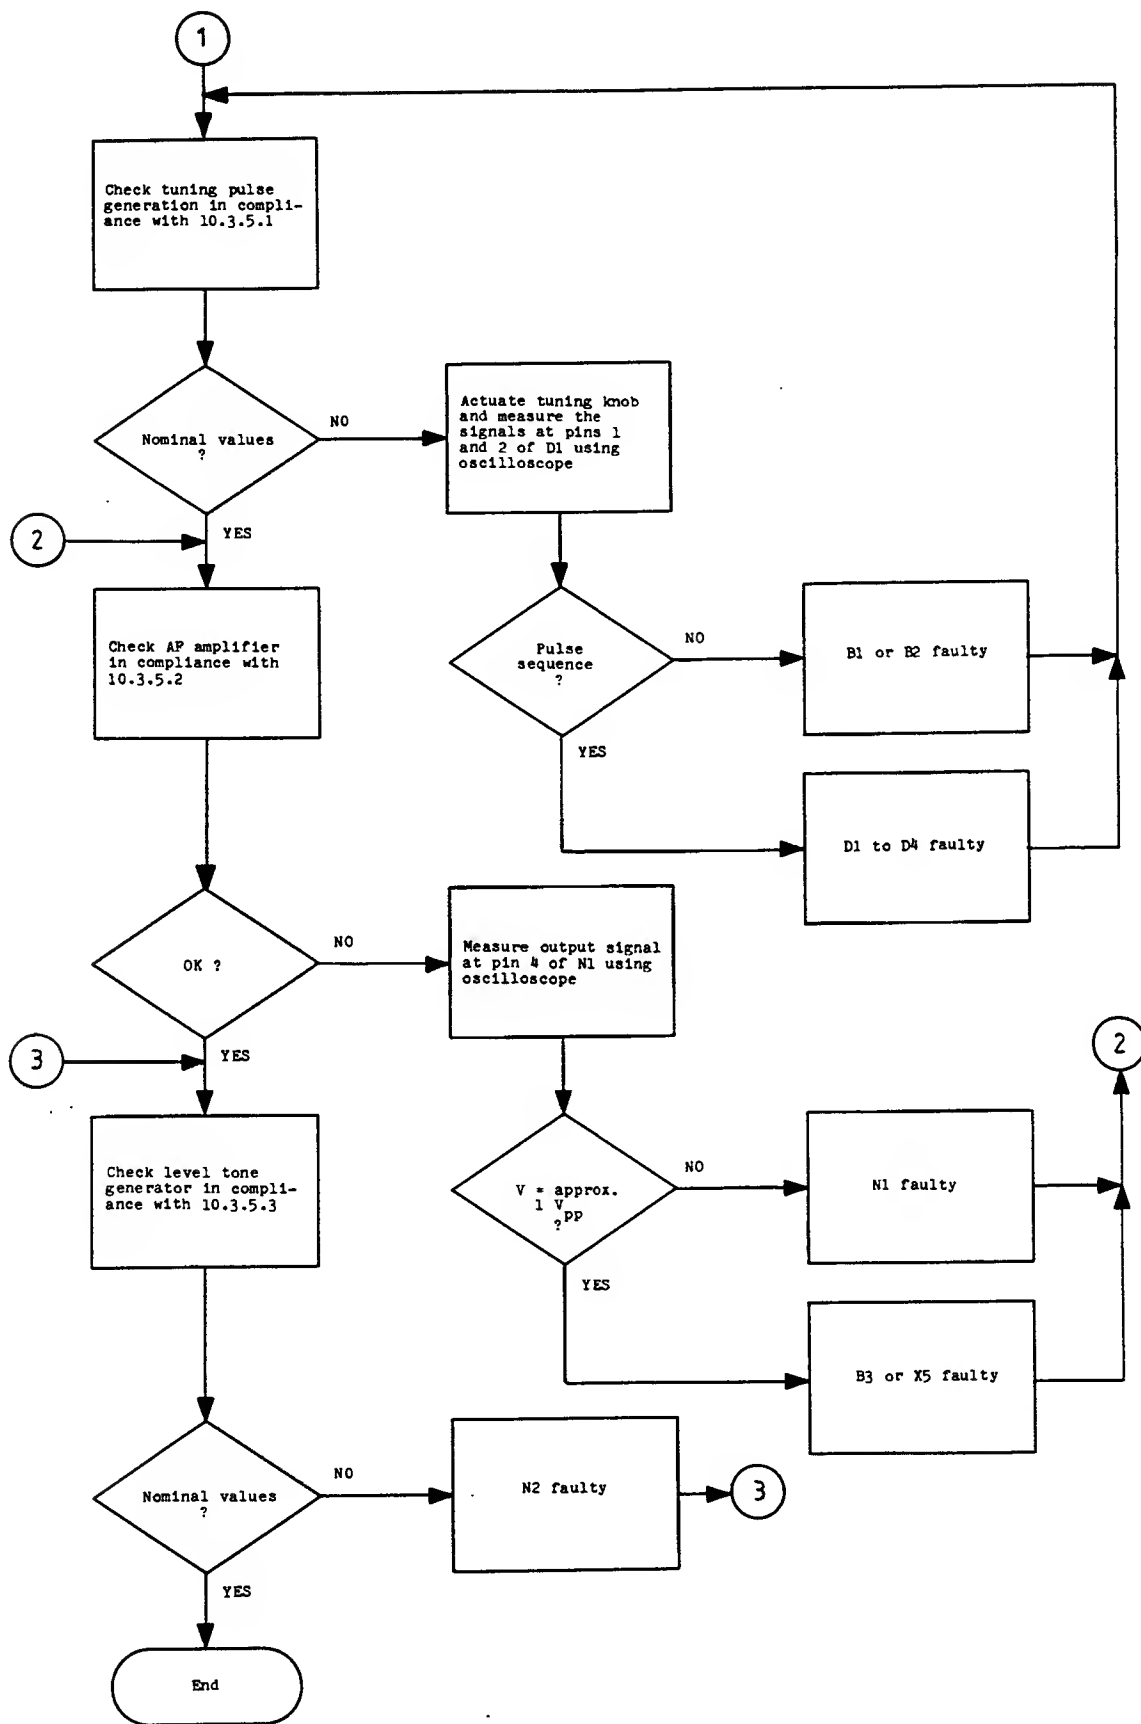 1
Check tuning pulse
generation in compli-
ance with 10.3.5.1
Nominal values
?
NO
Actuate tuning knob
and measure the
signals at pins 1
and 2 of D1 using
oscilloscope
YES
2
Check AF amplifier
in compliance with
10.3.5.2
Pulse
sequence
?
NO
B1 or B2 faulty
YES
D1 to D4 faulty
OK ?
NO
Measure output signal
at pin 4 of N1 using
oscilloscope
YES
3
2
Check level tone
generator in compli-
ance with 10.3.5.3
V = approx.
1 Vpp
?
NO
N1 faulty
YES
B3 or X5 faulty
Nominal values
?
NO
N2 faulty
3
YES
End